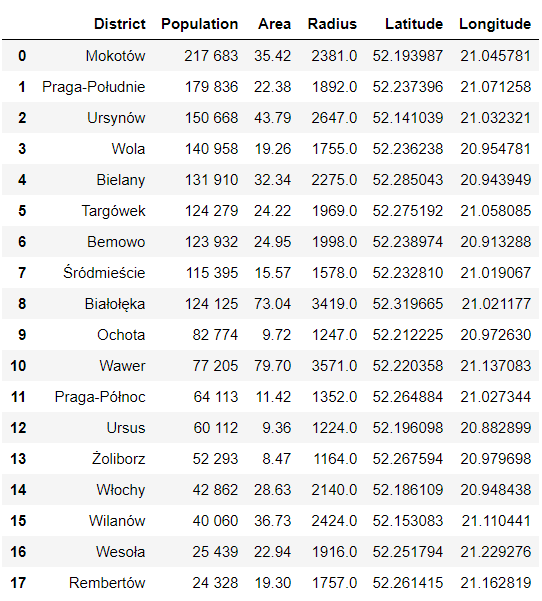 District Population Area Radius Latitude Longitude
0 Mokotów 217 683 35.42 2381.0 52.193987 21.045781
1 Praga-Południe 179 836 22.38 1892.0 52.237396 21.071258
2 Ursynów 150 668 43.79 2647.0 52.141039 21.032321
3 Wola 140 958 19.26 1755.0 52.236238 20.954781
4 Bielany 131 910 32.34 2275.0 52.285043 20.943949
5 Targówek 124 279 24.22 1969.0 52.275192 21.058085
6 Bemowo 123 932 24.95 1998.0 52.238974 20.913288
7 Śródmieście 115 395 15.57 1578.0 52.232810 21.019067
8 Białołęka 124 125 73.04 3419.0 52.319665 21.021177
9 Ochota 82 774 9.72 1247.0 52.212225 20.972630
10 Wawer 77 205 79.70 3571.0 52.220358 21.137083
11 Praga-Północ 64 113 11.42 1352.0 52.264884 21.027344
12 Ursus 60 112 9.36 1224.0 52.196098 20.882899
13 Żoliborz 52 293 8.47 1164.0 52.267594 20.979698
14 Włochy 42 862 28.63 2140.0 52.186109 20.948438
15 Wilanów 40 060 36.73 2424.0 52.153083 21.110441
16 Wesoła 25 439 22.94 1916.0 52.251794 21.229276
17 Rembertów 24 328 19.30 1757.0 52.261415 21.162819